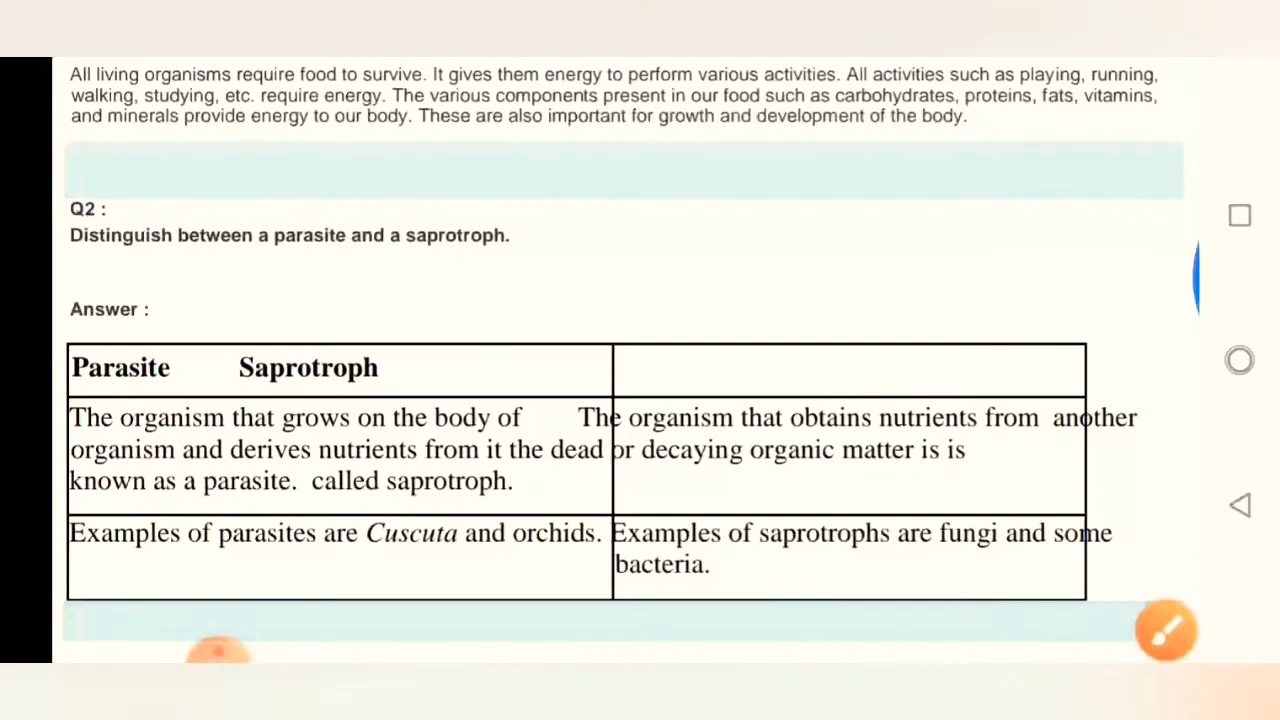 All living organisms require food to survive. It gives them energy to perform various activities. All activities such as playing, running,
walking, studying, etc. require energy. The various components present in our food such as carbohydrates, proteins, fats, vitamins,
and minerals provide energy to our body. These are also important for growth and development of the body.
Q2 :
Distinguish between a parasite and a saprotroph.
Answer :
Parasite Saprotroph
The organism that grows on the body of The organism that obtains nutrients from another
organism and derives nutrients from it the dead or decaying organic matter is is
known as a parasite. called saprotroph.
Examples of parasites are Cuscuta and orchids. Examples of saprotrophs are fungi and some
bacteria.